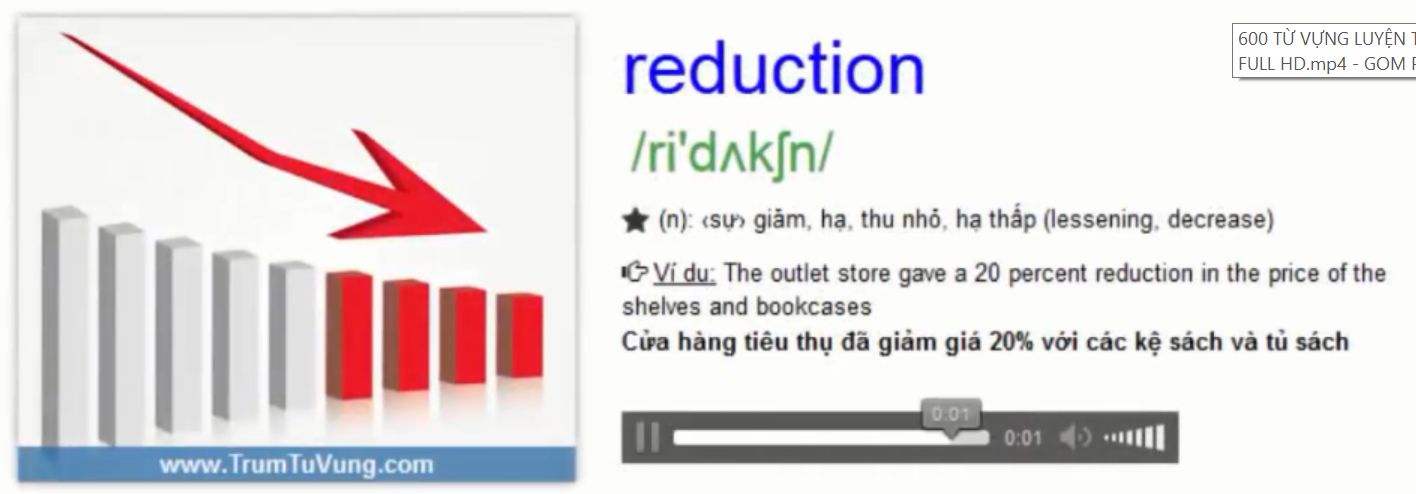 reduction
/ri'dʌkʃn/
(n): ‹sự› giảm, hạ, thu nhỏ, hạ thấp (lessening, decrease)
Ví dụ: The outlet store gave a 20 percent reduction in the price of the
shelves and bookcases
Cửa hàng tiêu thụ đã giảm giá 20% với các kệ sách và tủ sách
0:01
0:01
www.TrumTuVung.com
600 TỪ VỰNG LUYỆN T
FULL HD.mp4 - GOM P